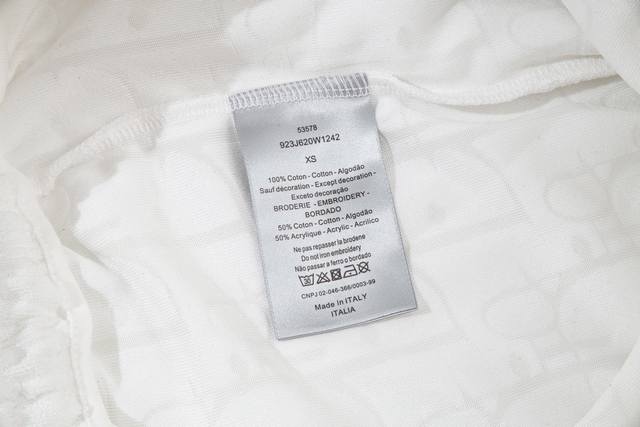 53578
923J620W1242
XS
100% Coton - Cotton - Algodão
Sauf décoration - Except decoration -
Exceto decoração
BRODERIE - EMBROIDERY -
BORDADO
50% Coton - Cotton - Algodão
50% Acrylique - Acrylic - Acrilico
Ne pas repasser la broderie
Do not iron embroidery
Não passar a ferro o bordado
CNPJ 02-046-366/0003-99
Made in ITALY
ITALIA